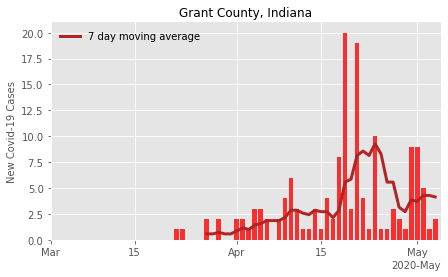 Grant County, Indiana
7 day moving average
New Covid-19 Cases
20.0
17.5
15.0
12.5
10.0
7.5
5.0
2.5
0.0
Mar 15 Apr 15 May
2020-May